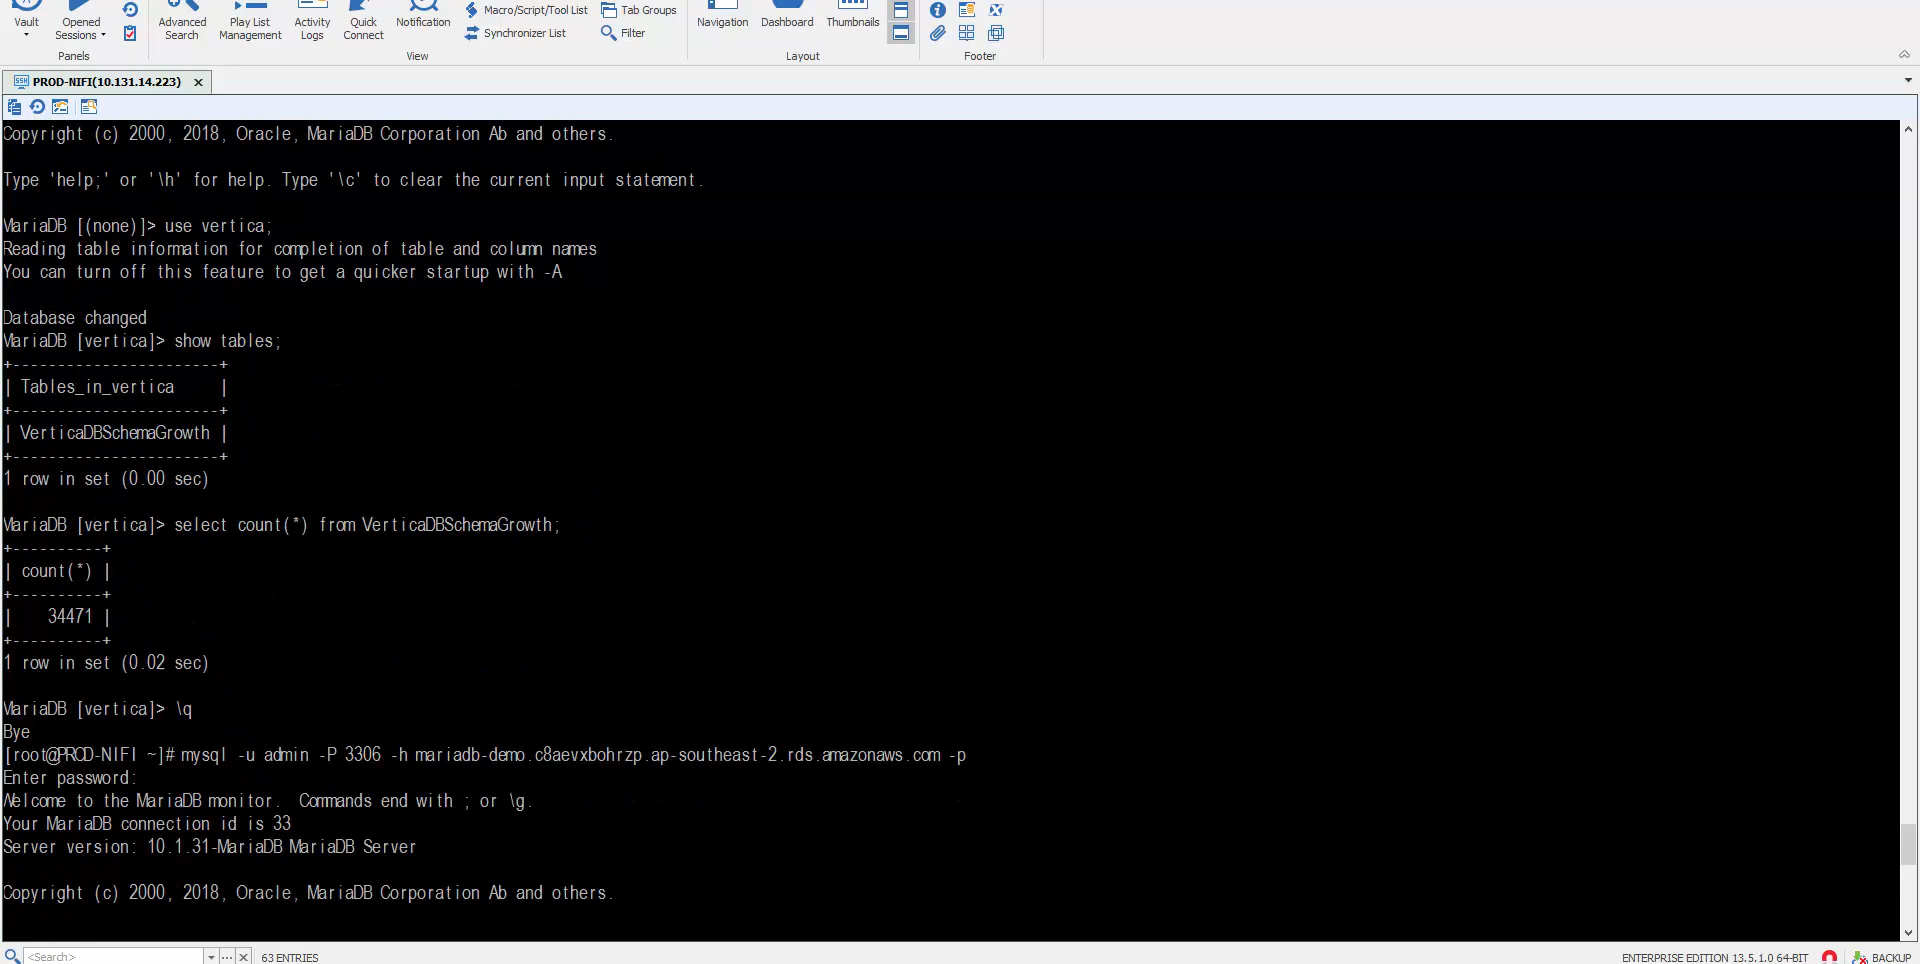 Vault
Opened
Sessions
Panels
Advanced
Search
Play List
Management
Activity
Logs
Quick
Connect
Notification
Macro/Script/Tool List
Synchronizer List
Tab Groups
Filter
View
Navigation
Dashboard
Thumbnails
Layout
Footer
PROD-NIFI(10.131.14.223)
Copyright (c) 2000, 2018, Oracle, MariaDB Corporation Ab and others.
Type 'help;' or '\h' for help. Type '\c' to clear the current input statement.
MariaDB [(none)]> use vertica;
Reading table information for completion of table and column names
You can turn off this feature to get a quicker startup with -A
Database changed
MariaDB [vertica]> show tables;
+-----------------------+
| Tables_in_vertica     |
+-----------------------+
| VerticaDBSchemaGrowth |
+-----------------------+
1 row in set (0.00 sec)
MariaDB [vertica]> select count(*) from VerticaDBSchemaGrowth;
+----------+
| count(*) |
+----------+
|    34471 |
+----------+
1 row in set (0.02 sec)
MariaDB [vertica]> \q
Bye
[root@PROD-NIFI ~]# mysql -u admin -P 3306 -h mariadb-demo.c8aevxbohrzp.ap-southeast-2.rds.amazonaws.com -p
Enter password:
Welcome to the MariaDB monitor.  Commands end with ; or \g.
Your MariaDB connection id is 33
Server version: 10.1.31-MariaDB MariaDB Server
Copyright (c) 2000, 2018, Oracle, MariaDB Corporation Ab and others.
<Search>
63 ENTRIES
ENTERPRISE EDITION 13.5.1.0 64-BIT
BACKUP